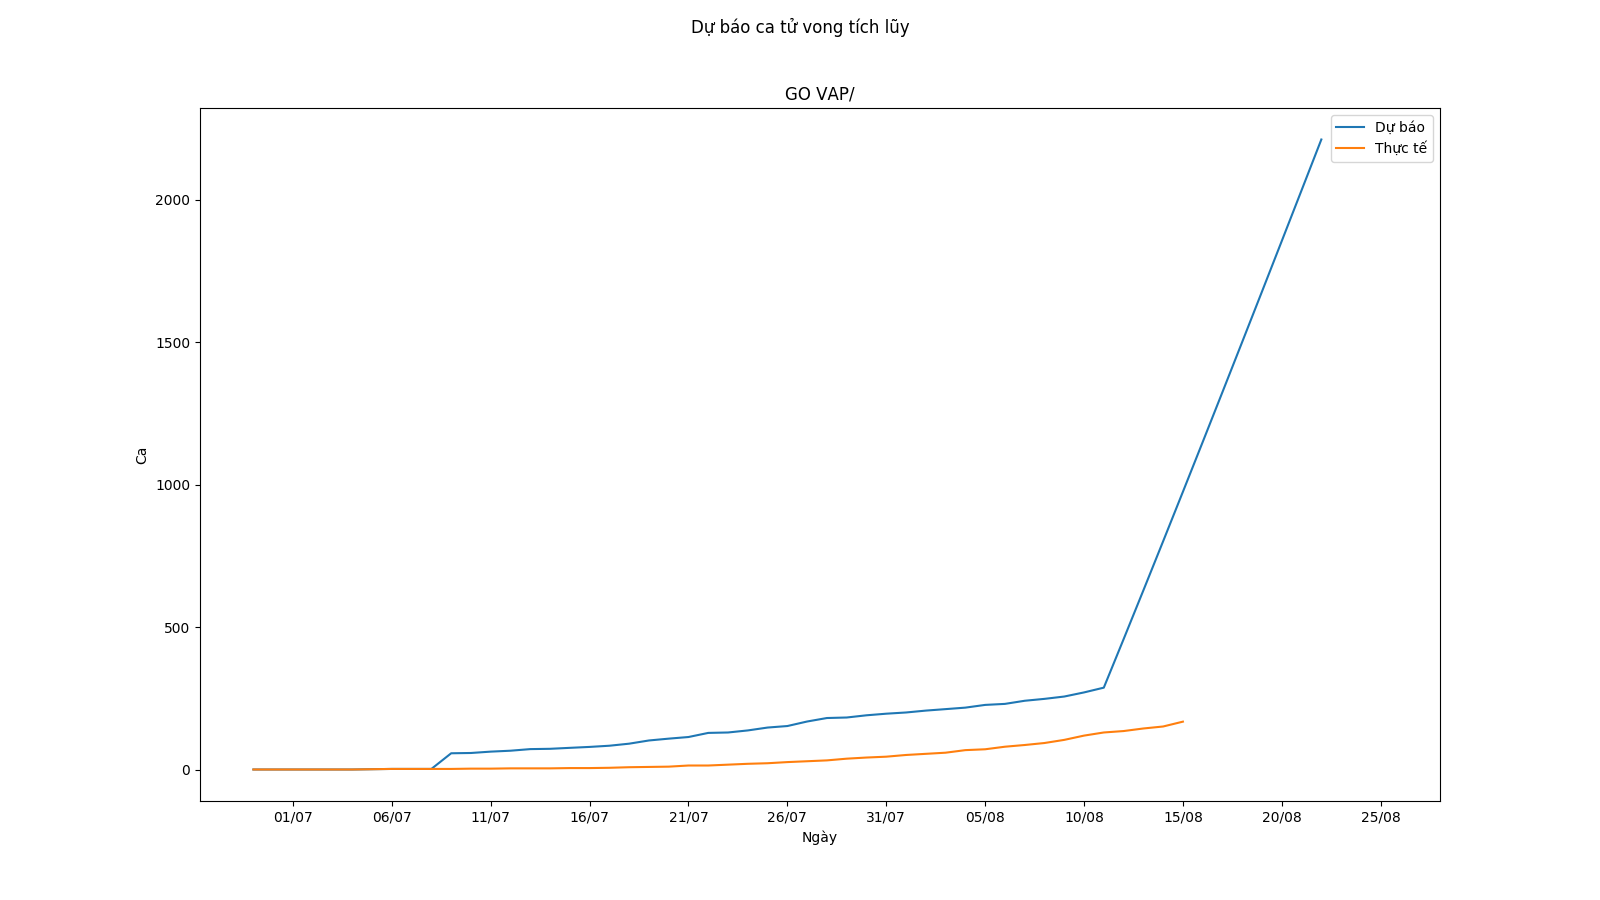 Dự báo ca tử vong tích lũy
GO VAP/
Dự báo
Thực tế
2000
1500
1000
500
0
Ca
01/07 06/07 11/07 16/07 21/07 26/07 31/07 05/08 10/08 15/08 20/08 25/08
Ngày